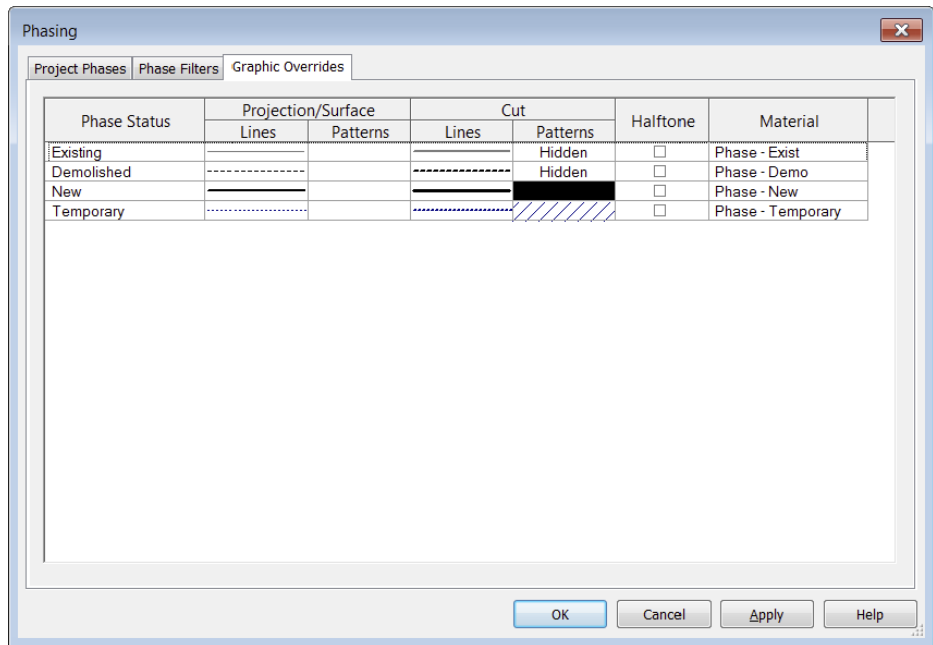 Phasing
Project Phases Phase Filters Graphic Overrides
Phase Status Projection/Surface Cut Halftone Material
Lines Patterns Lines Patterns
Existing Hidden Phase - Exist
Demolished Hidden Phase - Demo
New Phase - New
Temporary Phase - Temporary
OK Cancel Apply Help